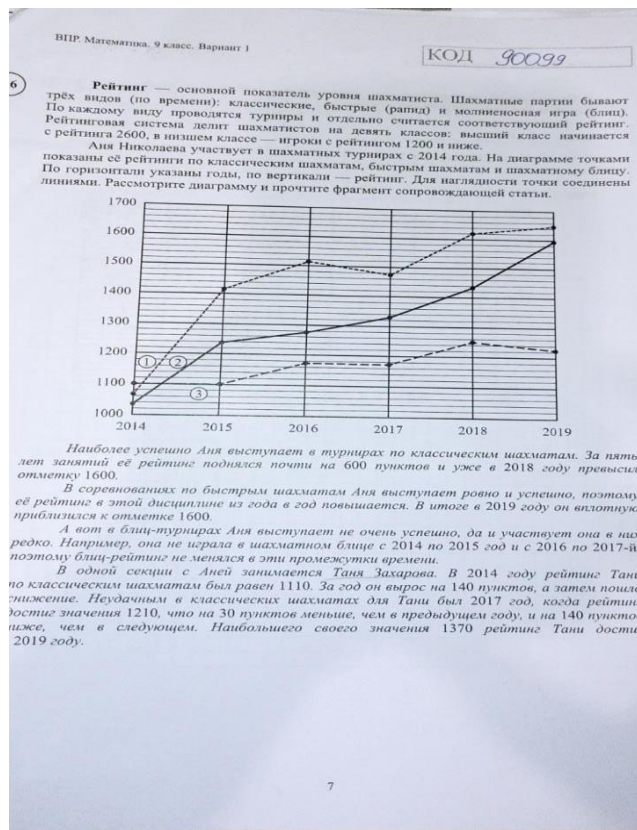 ВПР. Математика. 9 класс. Вариант 1
КОД 90099
6
Рейтинг — основной показатель уровня шахматиста. Шахматные партии бывают
трёх видов (по времени): классические, быстрые (рапид) и молниеносная игра (блиц).
По каждому виду проводятся турниры и отдельно считается соответствующий рейтинг.
Рейтинговая система делит шахматистов на девять классов: высший класс начинается
с рейтинга 2600, в низшем классе — игроки с рейтингом 1200 и ниже.
Аня Николаева участвует в шахматных турнирах с 2014 года. На диаграмме точками
показаны её рейтинги по классическим шахматам, быстрым шахматам и шахматному блицу.
По горизонтали указаны годы, по вертикали — рейтинг. Для наглядности точки соединены
линиями. Рассмотрите диаграмму и прочтите фрагмент сопровождающей статьи.
1700
1600
1500
1400
1300
1200
1100
1000
1 2
3
2014 2015 2016 2017 2018 2019
Наиболее успешно Аня выступает в турнирах по классическим шахматам. За пять
лет занятий её рейтинг поднялся почти на 600 пунктов и уже в 2018 году превысил
отметку 1600.
В соревнованиях по быстрым шахматам Аня выступает ровно и успешно, поэтому
её рейтинг в этой дисциплине из года в год повышается. В итоге в 2019 году он вплотную
приблизился к отметке 1600.
А вот в блиц-турнирах Аня выступает не очень успешно, да и участвует она в них
редко. Например, она не играла в шахматном блице с 2014 по 2015 год и с 2016 по 2017-й
поэтому блиц-рейтинг не менялся в эти промежутки времени.
В одной секции с Аней занимается Таня Захарова. В 2014 году рейтинг Тани
по классическим шахматам был равен 1110. За год он вырос на 140 пунктов, а затем пошло
снижение. Неудачным в классических шахматах для Тани был 2017 год, когда рейтинг
достиг значения 1210, что на 30 пунктов меньше, чем в предыдущем году, и на 140 пунктов
ниже, чем в следующем. Наибольшего своего значения 1370 рейтинг Тани достиг
2019 году.
7